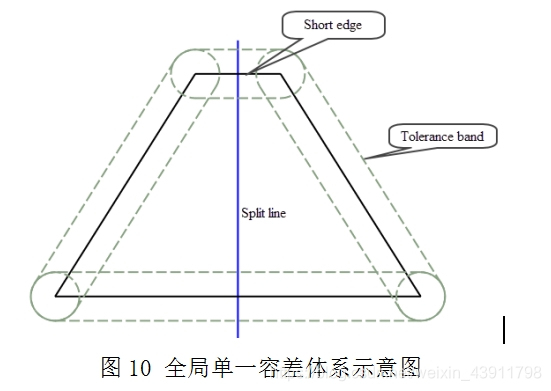 Short edge
Tolerance band
Split line
图 10 全局单一容差体系示意图
weixin_43911798